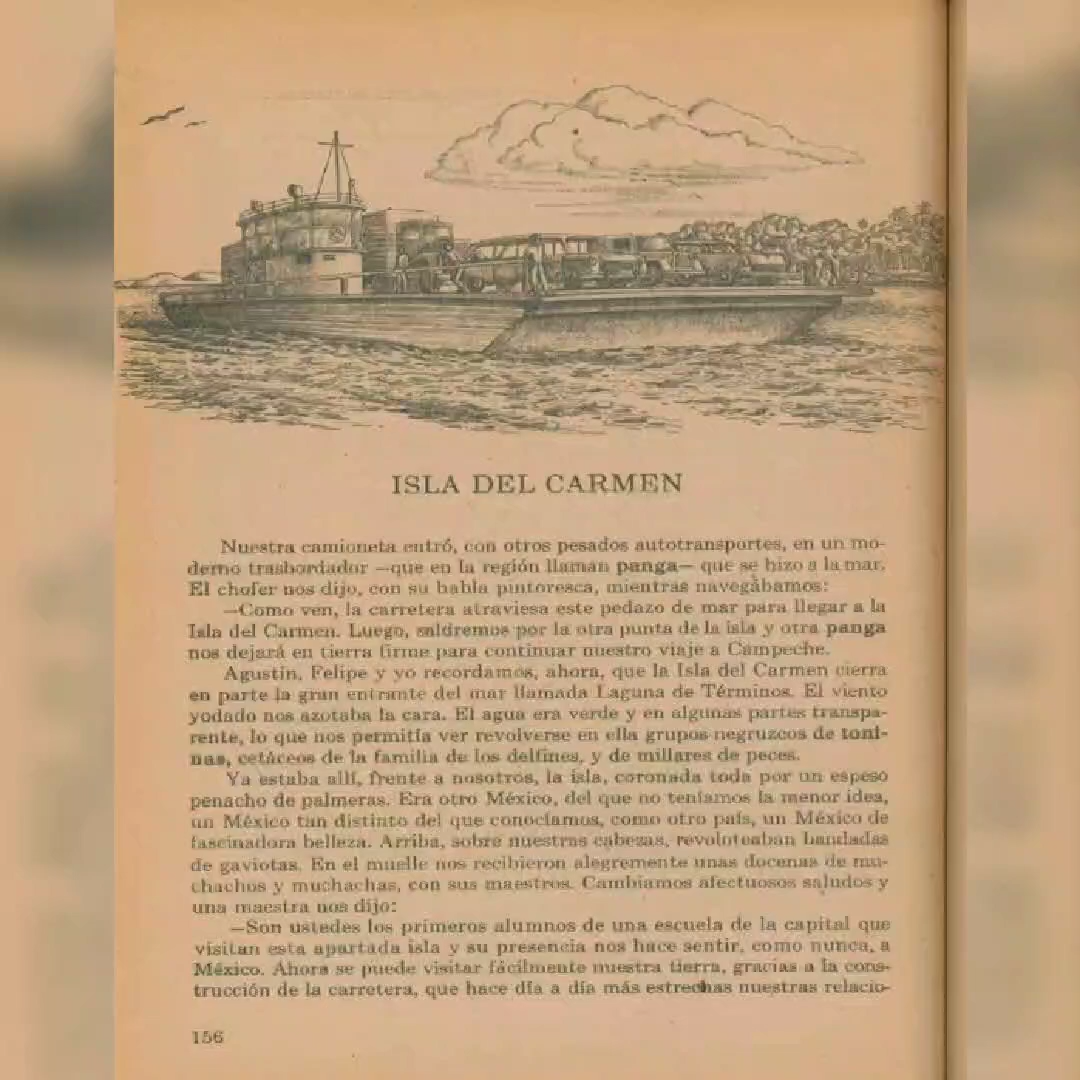 ISLA DEL CARMEN
Nuestra camioneta entró, con otros pesados autotransportes, en un mo-
derno trasbordador —que en la región llaman panga— que se hizo a la mar.
El chofer nos dijo, con su habla pintoresca, mientras navegábamos:
—Como ven, la carretera atraviesa este pedazo de mar para llegar a la
Isla del Carmen. Luego, saldremos por la otra punta de la isla y otra panga
nos dejará en tierra firme para continuar nuestro viaje a Campeche.
Agustín, Felipe y yo recordamos, ahora, que la Isla del Carmen cierra
en parte la gran entrante del mar llamada Laguna de Términos. El viento
yodado nos azotaba la cara. El agua era verde y en algunas partes transpa-
rente, lo que nos permitía ver revolverse en ella grupos negruzcos de toni-
nas, cetáceos de la familia de los delfines, y de millares de peces.
Ya estaba allí, frente a nosotros, la isla, coronada toda por un espeso
penacho de palmeras. Era otro México, del que no teníamos la menor idea,
un México tan distinto del que conocíamos, como otro país, un México de
fascinadora belleza. Arriba, sobre nuestras cabezas, revoloteaban bandadas
de gaviotas. En el muelle nos recibieron alegremente unas docenas de mu-
chachos y muchachas, con sus maestros. Cambiamos afectuosos saludos y
una maestra nos dijo:
—Son ustedes los primeros alumnos de una escuela de la capital que
visitan esta apartada isla y su presencia nos hace sentir, como nunca, a
México. Ahora se puede visitar fácilmente nuestra tierra, gracias a la cons-
trucción de la carretera, que hace día a día más estrechas nuestras relacio-
156